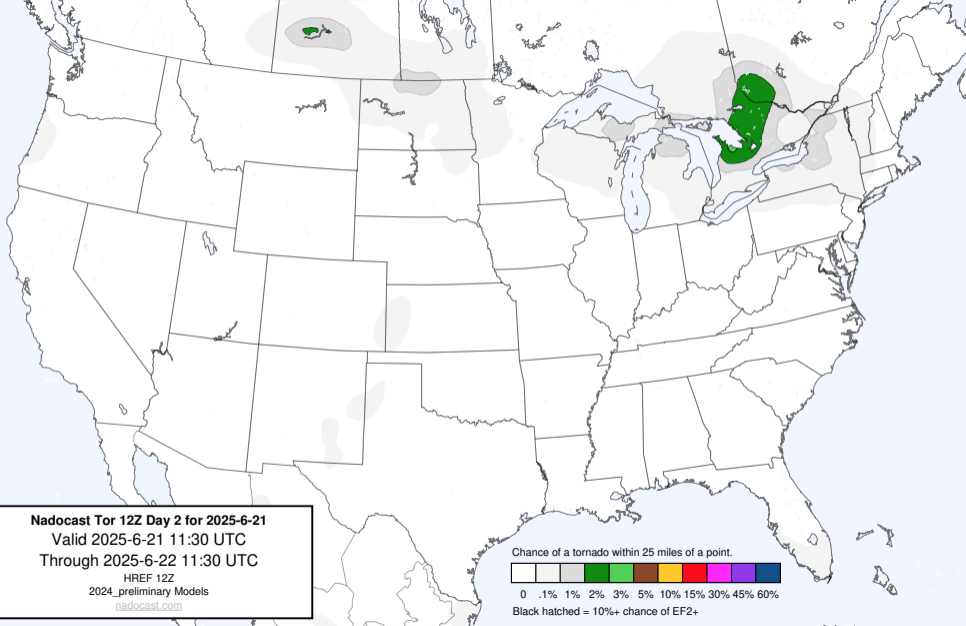 Nadocast Tor 12Z Day 2 for 2025-6-21
Valid 2025-6-21 11:30 UTC
Through 2025-6-22 11:30 UTC
HREF 12Z
2024_preliminary Models
nadocast.com
Chance of a tornado within 25 miles of a point.
0 .1% 1% 2% 3% 5% 10% 15% 30% 45% 60%
Black hatched = 10%+ chance of EF2+